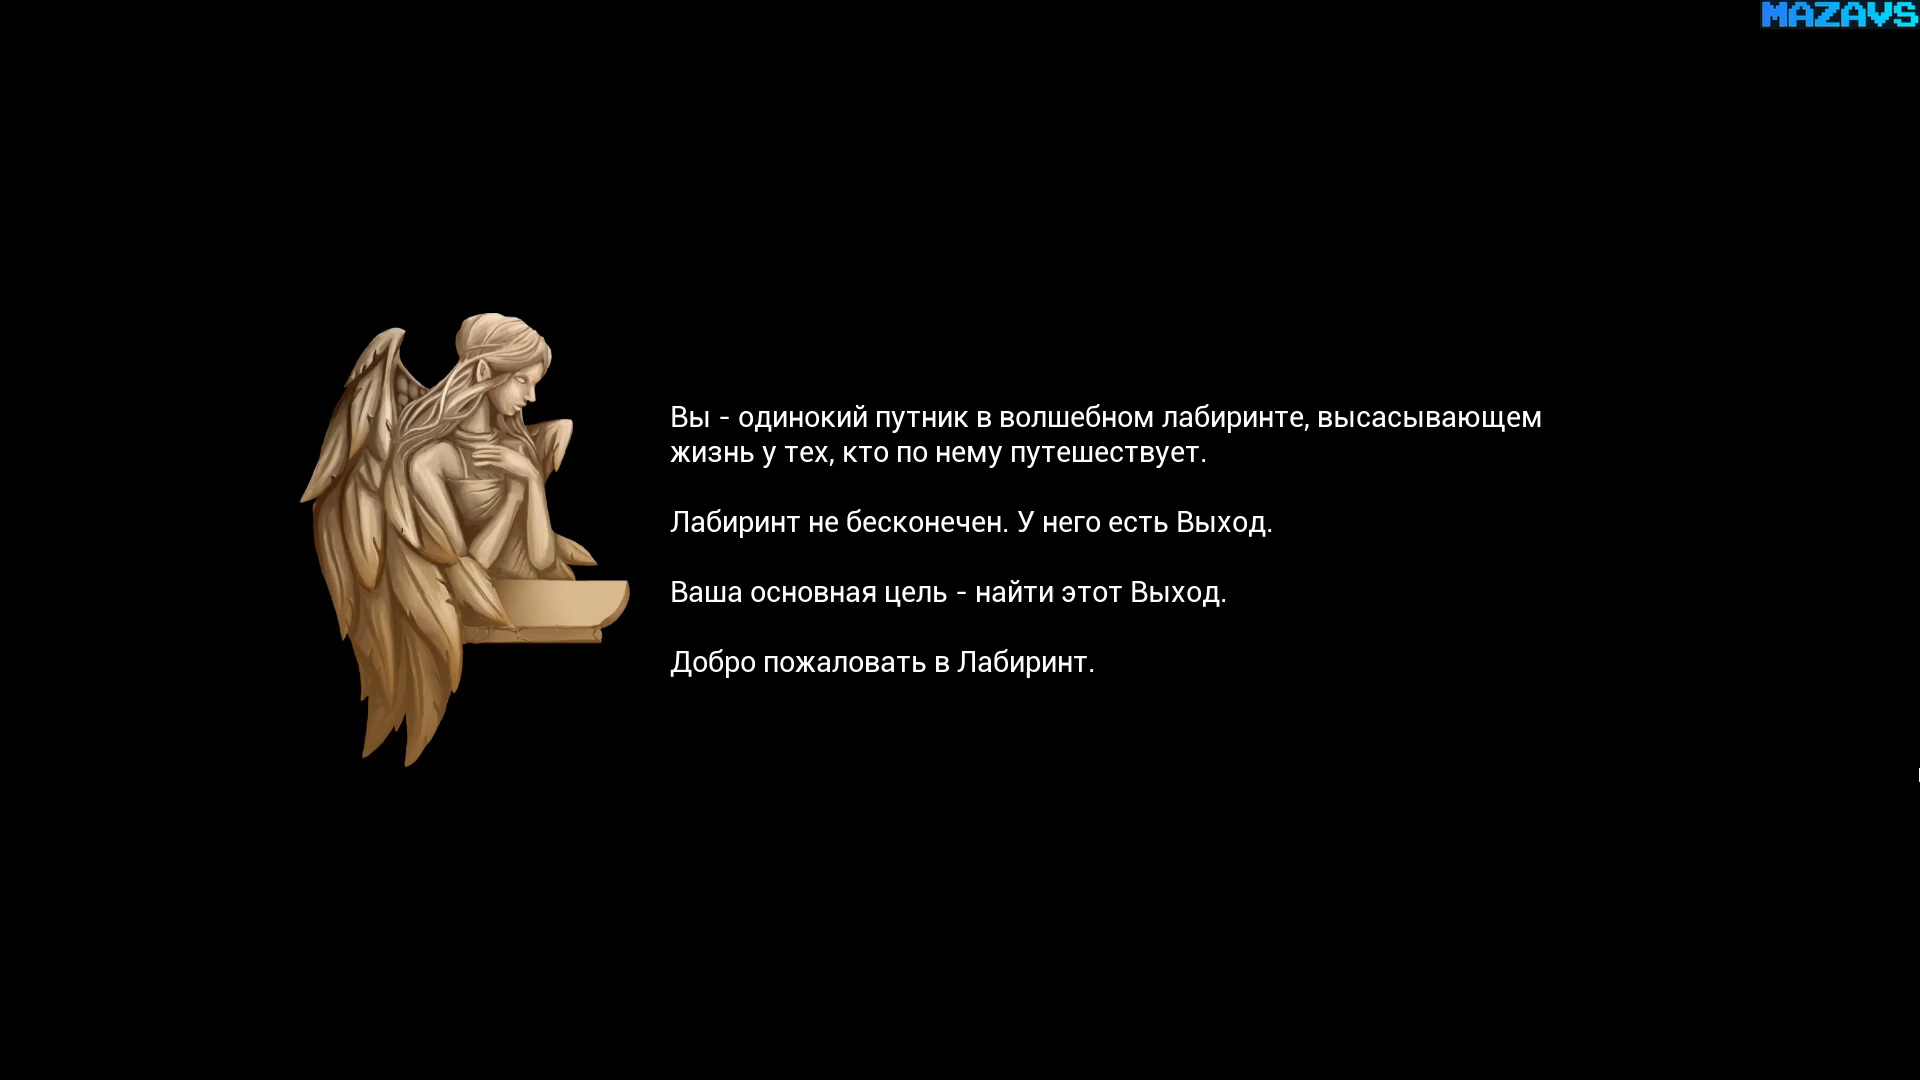 MAZAVS
Вы - одинокий путник в волшебном лабиринте, высасывающем
жизнь у тех, кто по нему путешествует.
Лабиринт не бесконечен. У него есть Выход.
Ваша основная цель - найти этот Выход.
Добро пожаловать в Лабиринт.